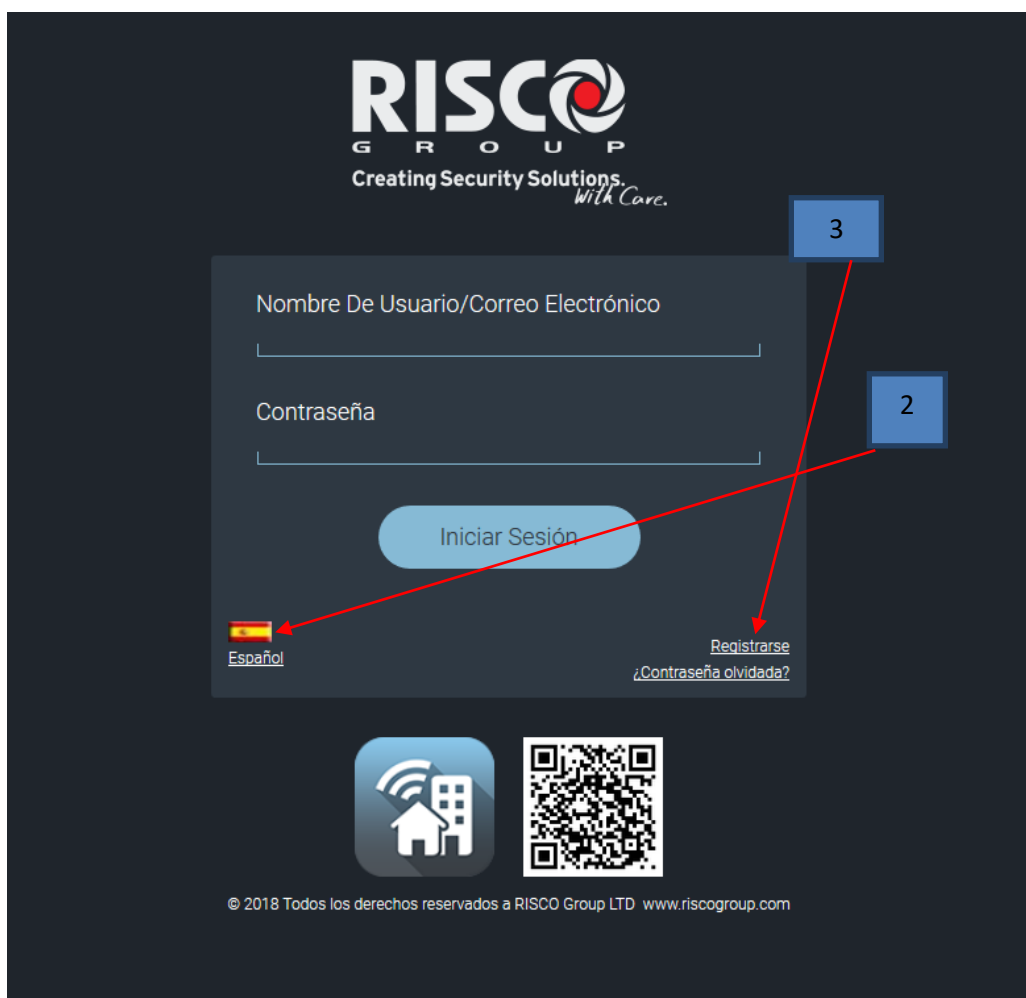 RISCO
GROUP
Creating Security Solutions.
With Care.
3
Nombre De Usuario/Correo Electrónico
2
Contraseña
Iniciar Sesión
Español
Registrarse
¿Contraseña olvidada?
© 2018 Todos los derechos reservados a RISCO Group LTD www.riscogroup.com